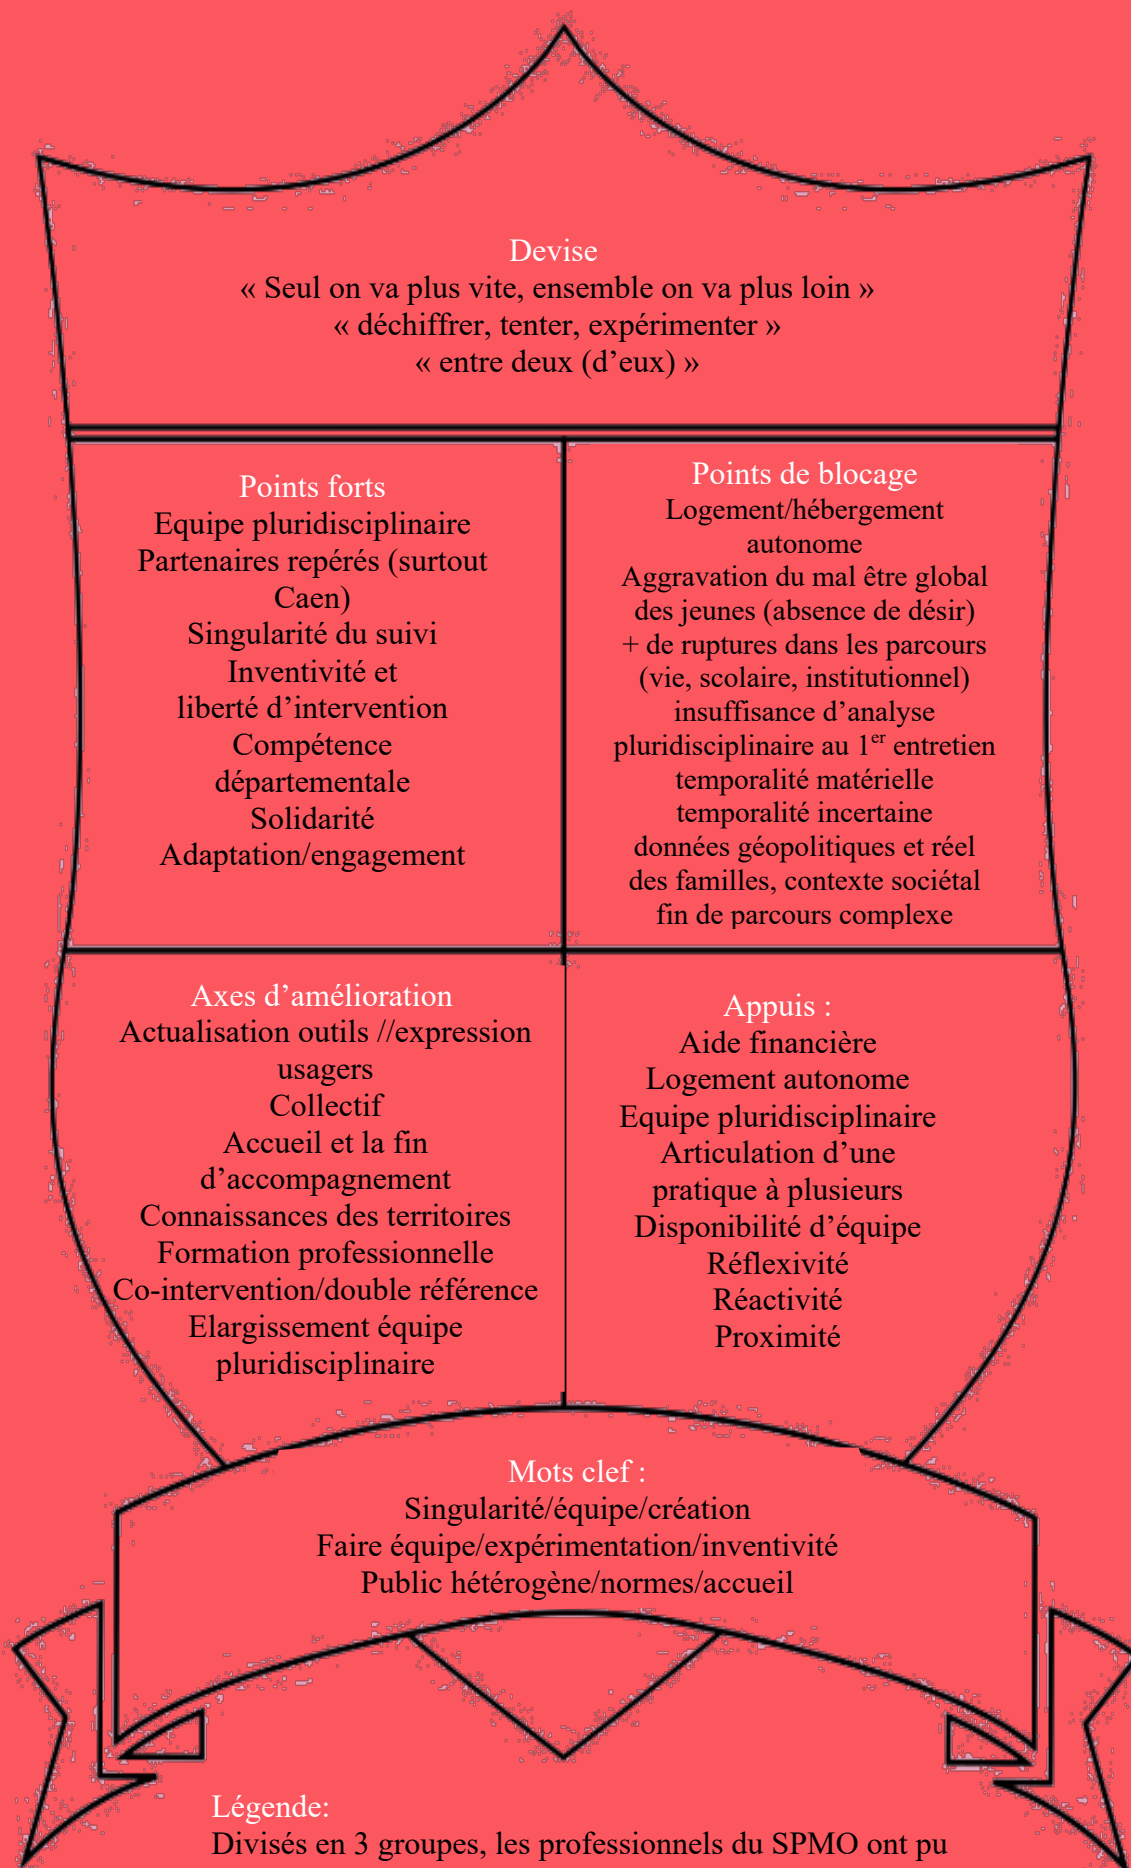 Devise
« Seul on va plus vite, ensemble on va plus loin »
« déchiffrer, tenter, expérimenter »
« entre deux (d’eux) »
Points forts
Equipe pluridisciplinaire
Partenaires repérés (surtout
Caen)
Singularité du suivi
Inventivité et
liberté d’intervention
Compétence
départementale
Solidarité
Adaptation/engagement
Points de blocage
Logement/hébergement
autonome
Aggravation du mal être global
des jeunes (absence de désir)
+ de ruptures dans les parcours
(vie, scolaire, institutionnel)
insuffisance d’analyse
pluridisciplinaire au 1er entretien
temporalité matérielle
temporalité incertaine
données géopolitiques et réel
des familles, contexte sociétal
fin de parcours complexe
Axes d’amélioration
Actualisation outils //expression
usagers
Collectif
Accueil et la fin
d’accompagnement
Connaissances des territoires
Formation professionnelle
Co-intervention/double référence
Elargissement équipe
pluridisciplinaire
Appuis :
Aide financière
Logement autonome
Equipe pluridisciplinaire
Articulation d’une
pratique à plusieurs
Disponibilité d’équipe
Réflexivité
Réactivité
Proximité
Mots clef :
Singularité/équipe/création
Faire équipe/expérimentation/inventivité
Public hétérogène/normes/accueil
Légende:
Divisés en 3 groupes, les professionnels du SPMO ont pu